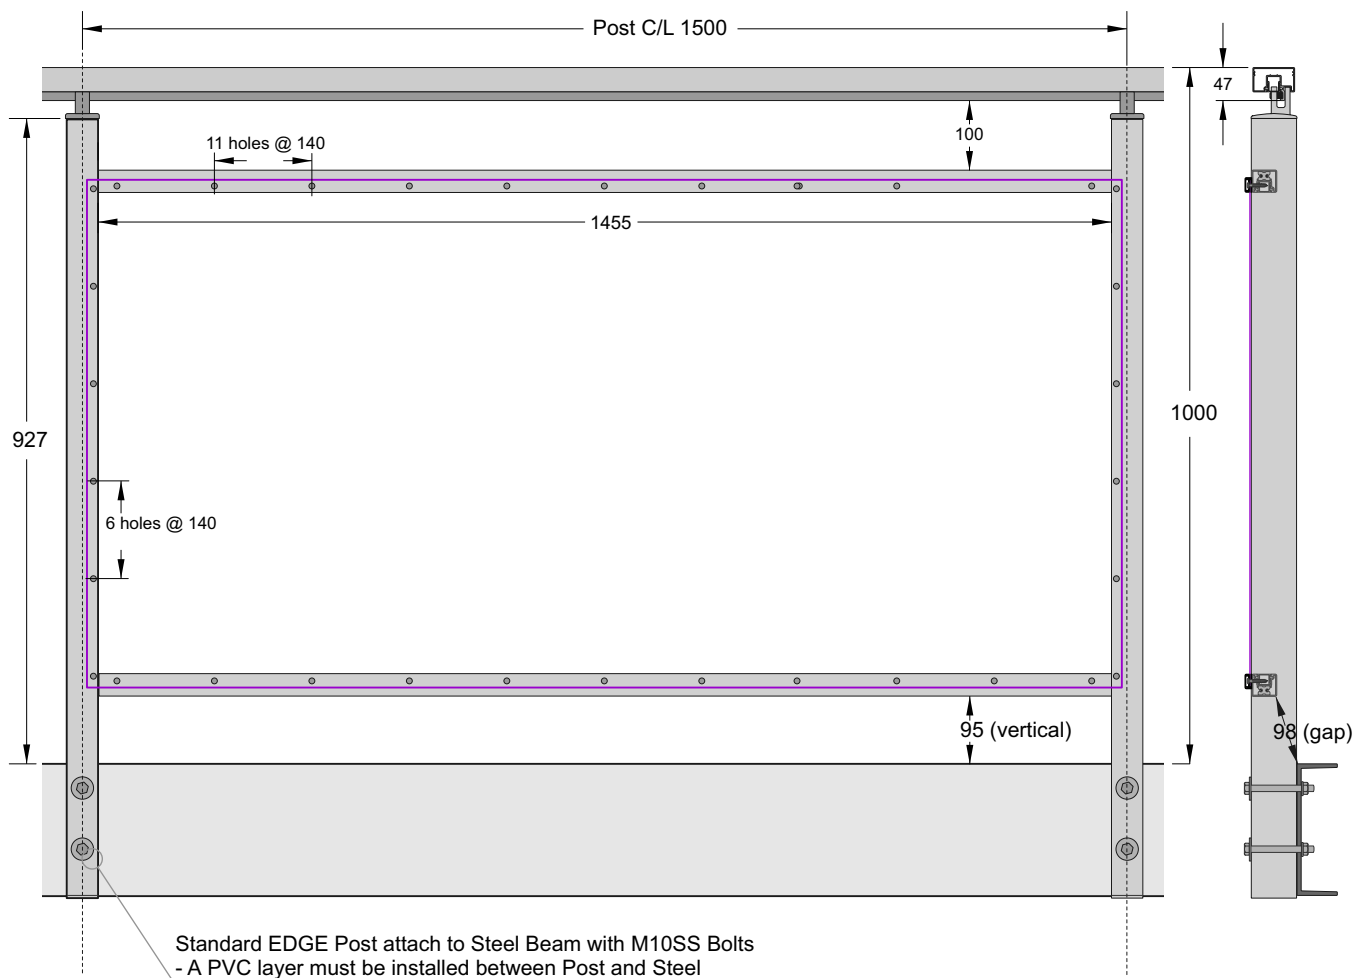 Post C/L 1500
47
100
11 holes @ 140
1455
1000
927
6 holes @ 140
95 (vertical)
98 (gap)
Standard EDGE Post attach to Steel Beam with M10SS Bolts
- A PVC layer must be installed between Post and Steel